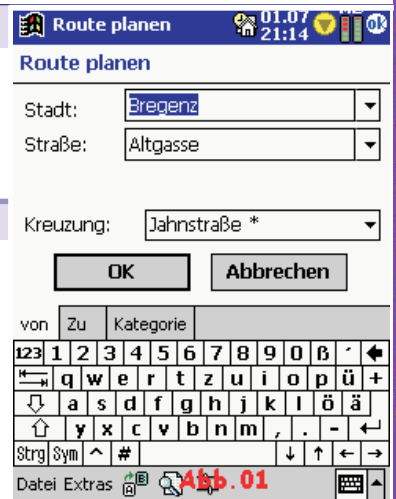 Route planen 01.07 21:14 ok
Route planen
Stadt: Bregenz
Straße: Altgasse
Kreuzung: Jahnstraße *
OK Abbrechen
von Zu Kategorie
123 1 2 3 4 5 6 7 8 9 0 ß ´
q w e r t z u i o p ü +
a s d f g h j k l ö ä
y x c v b n m , . -
Strg Sym ^ #
Datei Extras Abb. 01